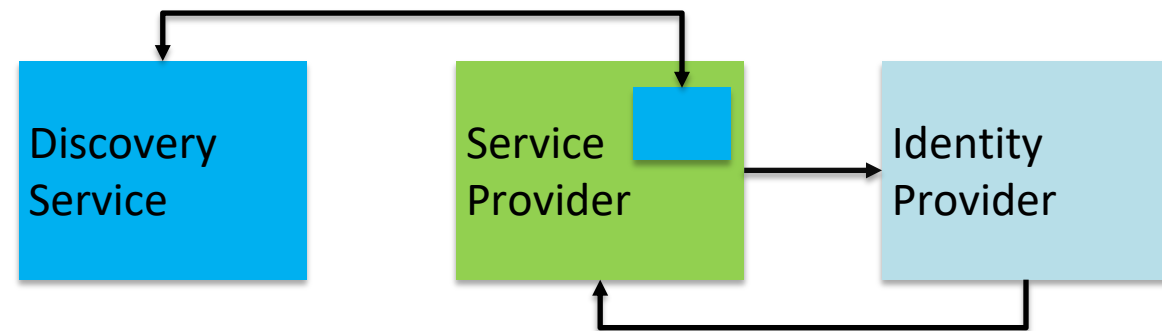 Discovery
Service
Service
Provider
Identity
Provider